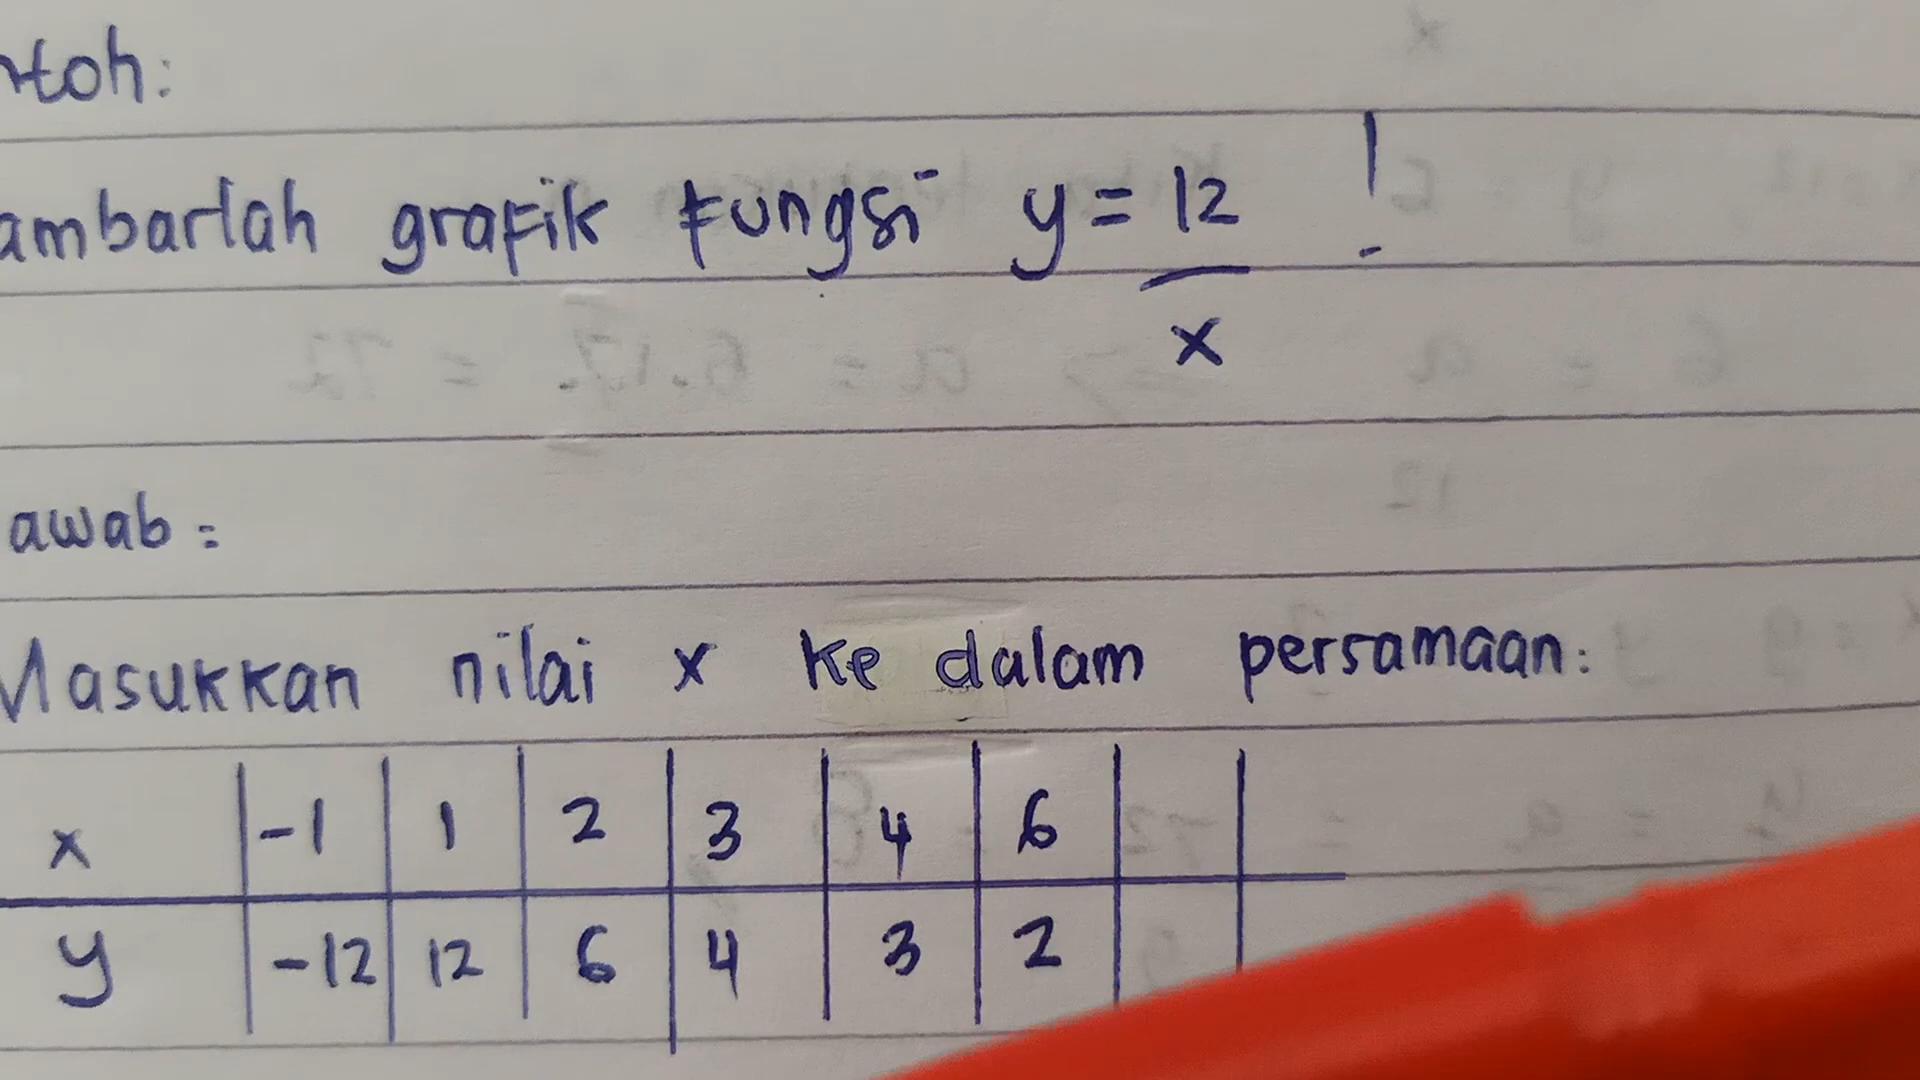 ntoh:
ambarlah grafik fungsi y = 12 !
x
awab :
Masukkan nilai x ke dalam persamaan:
x -1 1 2 3 4 6
y -12 12 6 4 3 2